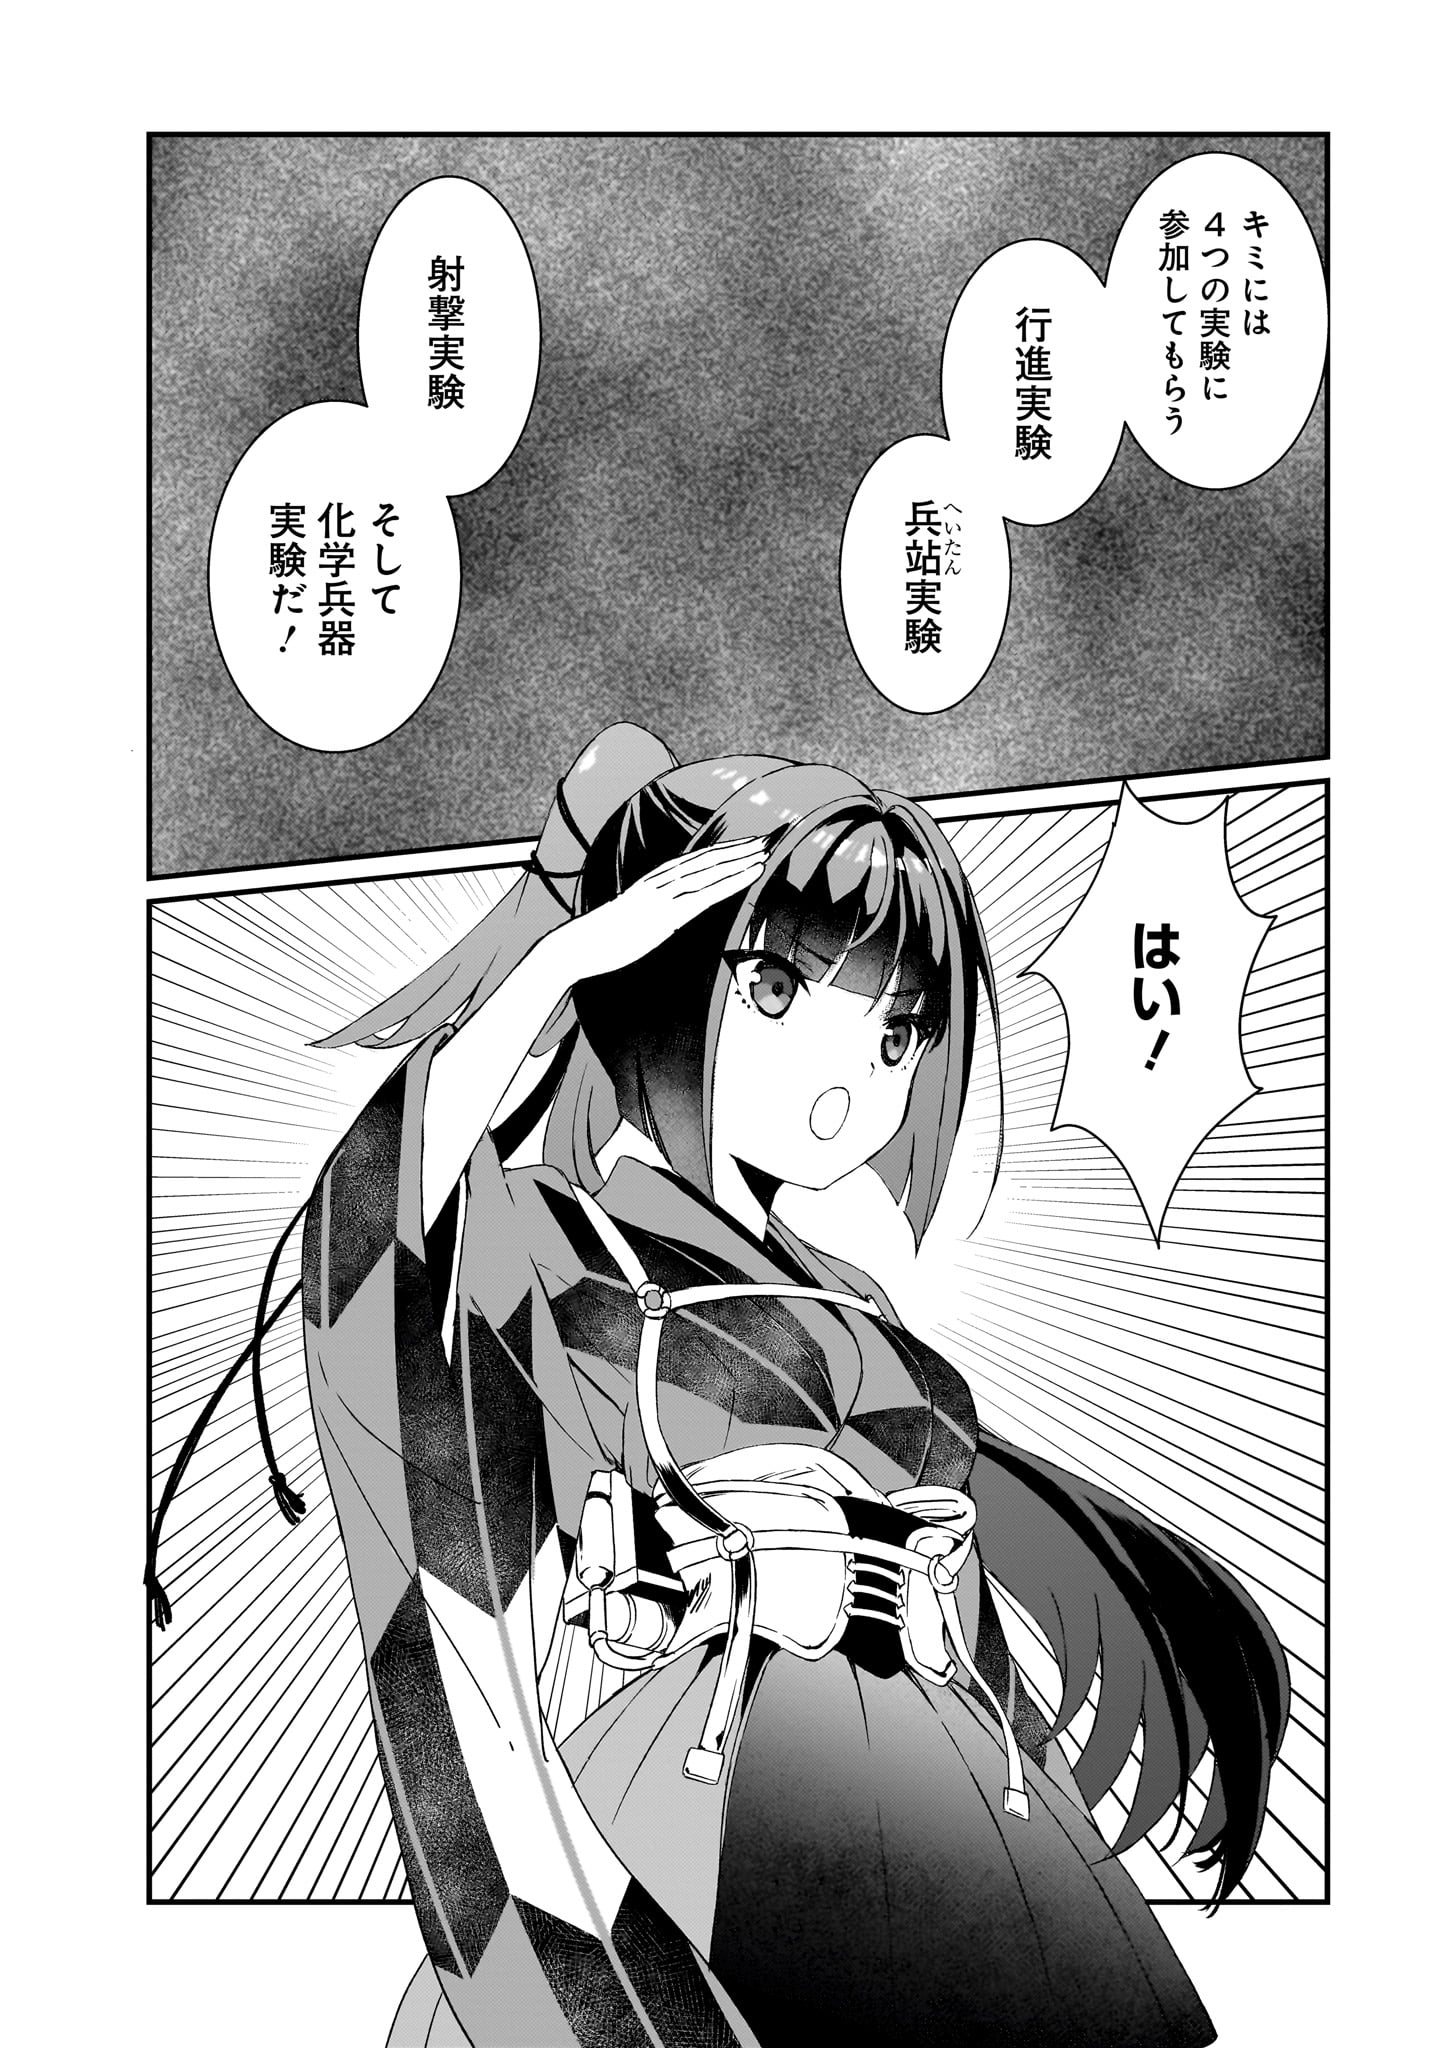 キミには
4つの実験に
参加してもらう
行進実験
兵站実験
へいたん
射撃実験
そして
化学兵器
実験だ!
はい!